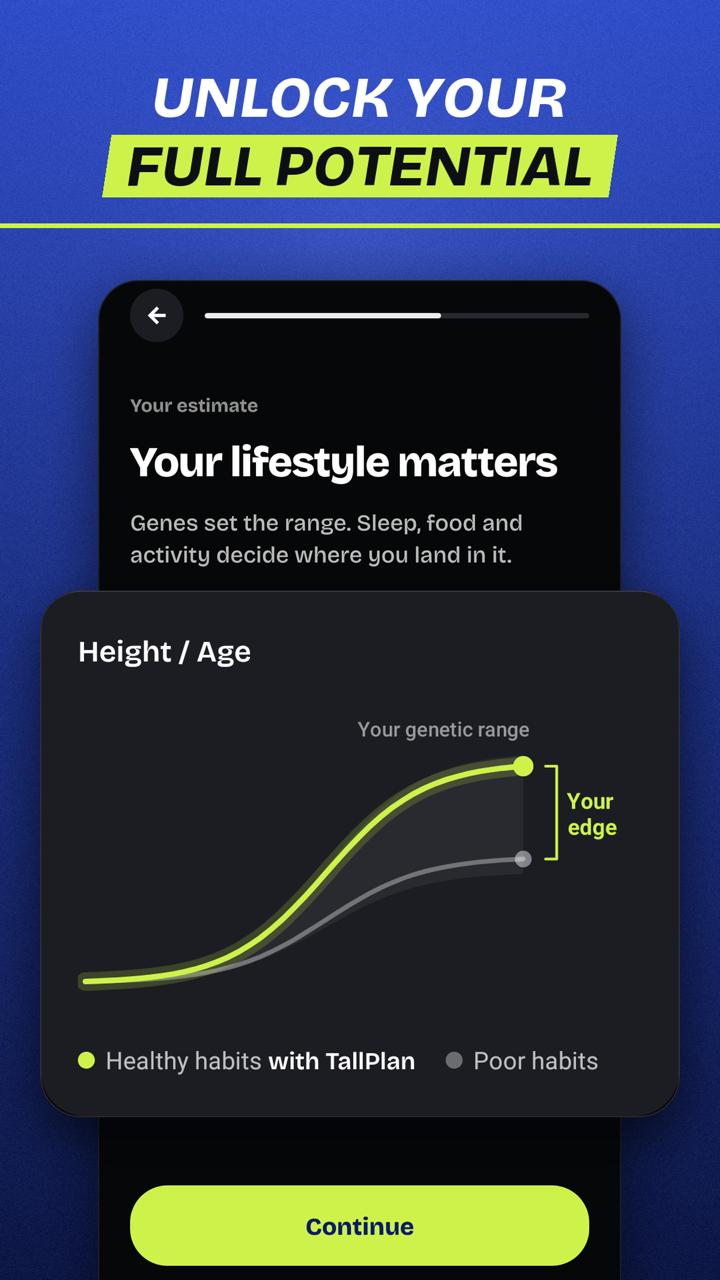 UNLOCK YOUR
FULL POTENTIAL
Your estimate
Your lifestyle matters
Genes set the range. Sleep, food and
activity decide where you land in it.
Height / Age
Your genetic range
Your
edge
Healthy habits with TallPlan
Poor habits
Continue